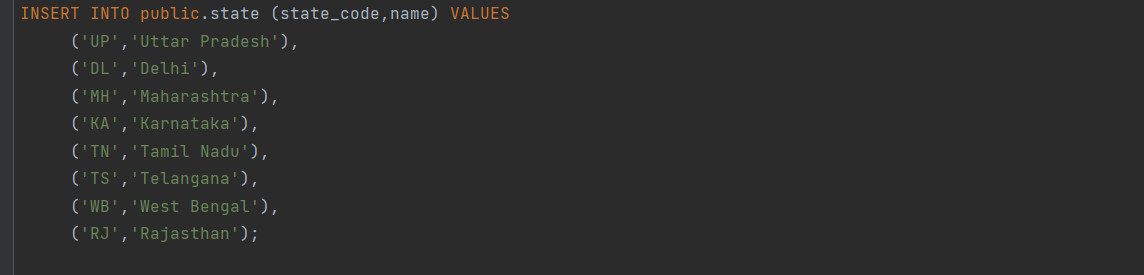 INSERT INTO public.state (state_code,name) VALUES
('UP','Uttar Pradesh'),
('DL','Delhi'),
('MH','Maharashtra'),
('KA','Karnataka'),
('TN','Tamil Nadu'),
('TS','Telangana'),
('WB','West Bengal'),
('RJ','Rajasthan');